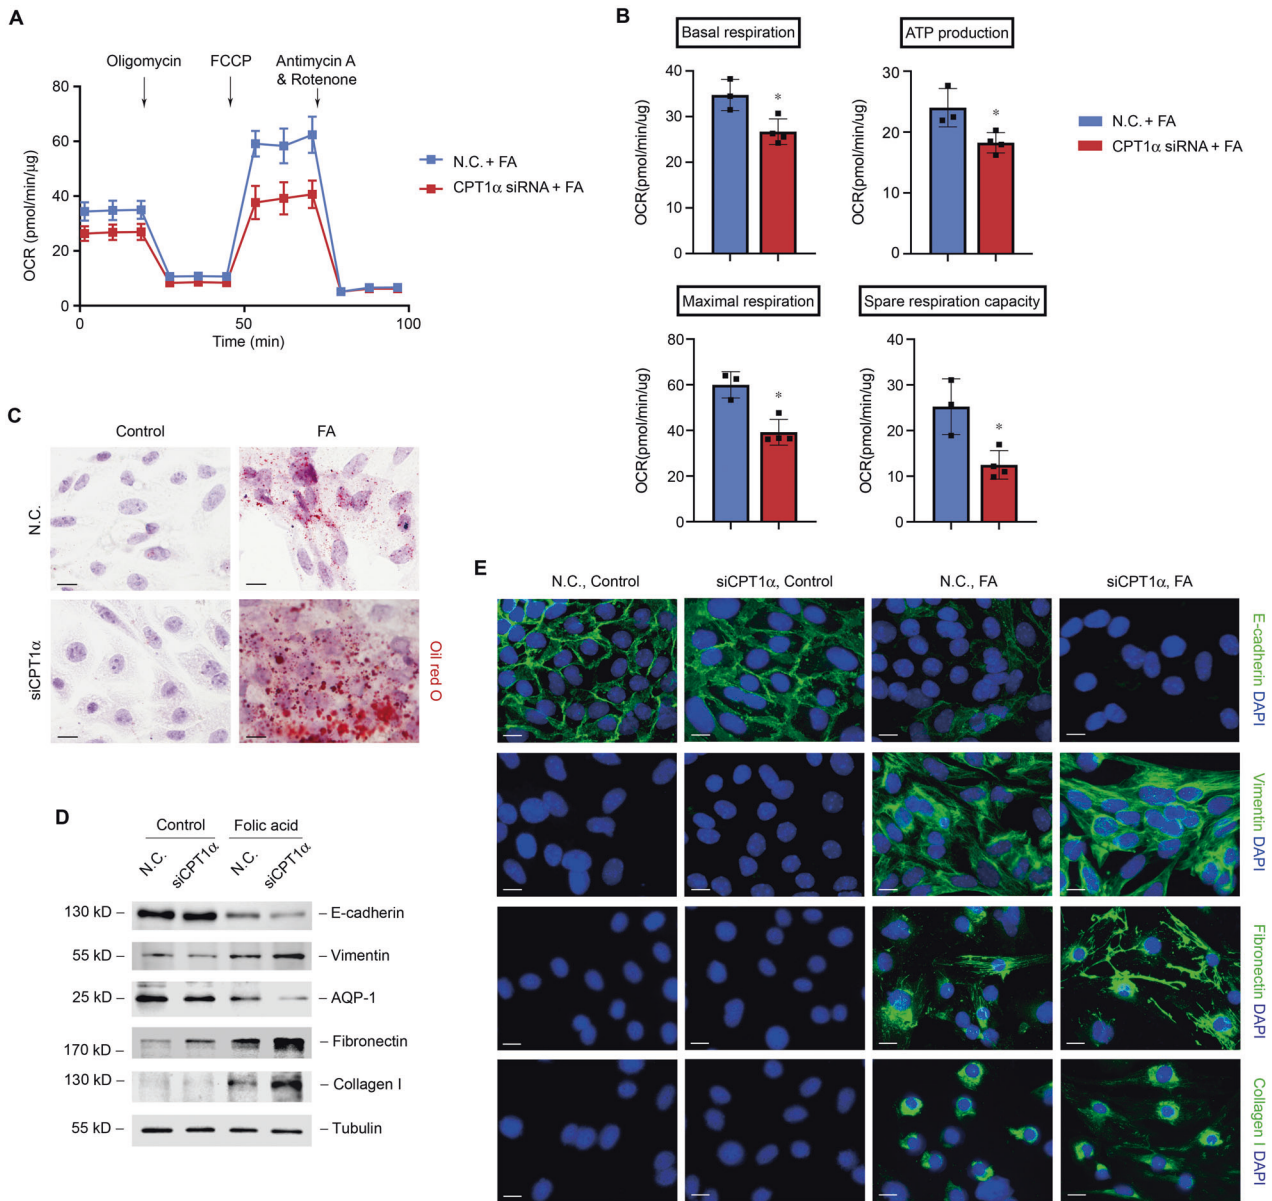 A
Oligomycin
FCCP
Antimycin A
& Rotenone
80
60
40
20
0
OCR (pmol/min/µg)
0
50
100
Time (min)
N.C. + FA
CPT1α siRNA + FA
B
Basal respiration
40
30
20
10
0
OCR(pmol/min/ug)
*
ATP production
30
20
10
0
OCR(pmol/min/ug)
*
N.C. + FA
CPT1α siRNA + FA
Maximal respiration
80
60
40
20
0
OCR(pmol/min/ug)
*
Spare respiration capacity
40
30
20
10
0
OCR(pmol/min/ug)
*
C
Control
FA
N.C.
siCPT1α
Oil red O
D
Control
Folic acid
N.C.
siCPT1α
N.C.
siCPT1α
130 kD – – E-cadherin
55 kD – – Vimentin
25 kD – – AQP-1
– Fibronectin
170 kD –
130 kD – – Collagen I
55 kD – – Tubulin
E
N.C., Control
siCPT1α, Control
N.C., FA
siCPT1α, FA
E-cadherin DAPI
Vimentin DAPI
Fibronectin DAPI
Collagen I DAPI